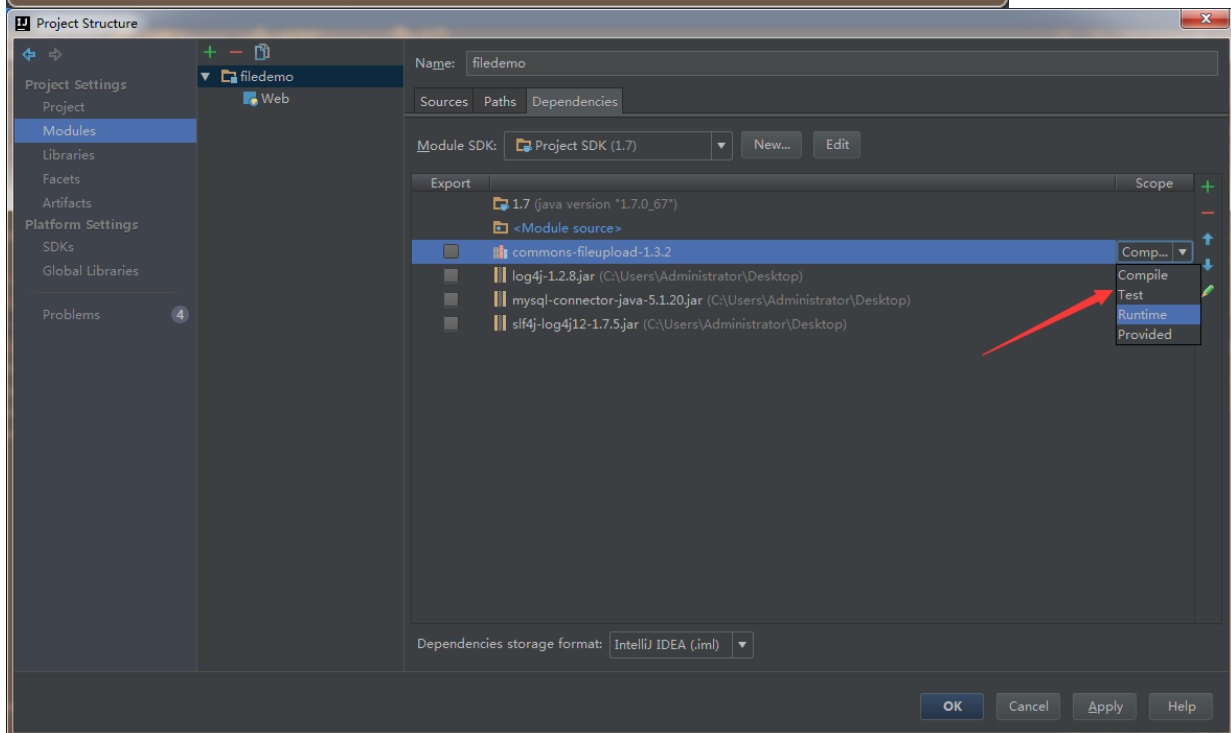 Project Structure
Project Settings
Project
Modules
Libraries
Facets
Artifacts
Platform Settings
SDKs
Global Libraries
Problems 4
filedemo
Web
Name: filedemo
Sources Paths Dependencies
Module SDK: Project SDK (1.7) New... Edit
Export Scope
1.7 (java version "1.7.0_67")
<Module source>
commons-fileupload-1.3.2 Comp...
log4j-1.2.8.jar (C:\Users\Administrator\Desktop)
mysql-connector-java-5.1.20.jar (C:\Users\Administrator\Desktop)
slf4j-log4j12-1.7.5.jar (C:\Users\Administrator\Desktop)
Compile
Test
Runtime
Provided
Dependencies storage format: IntelliJ IDEA (.iml)
OK Cancel Apply Help